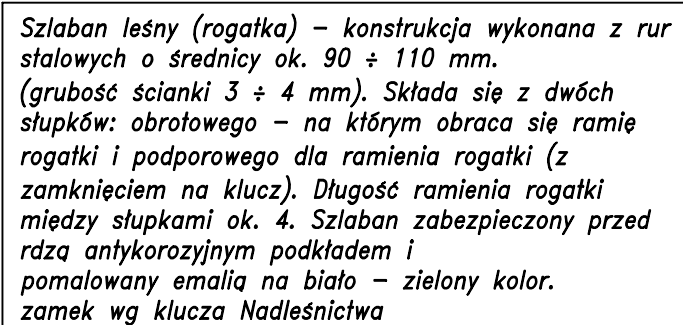 Szlaban leśny (rogatka) – konstrukcja wykonana z rur
stalowych o średnicy ok. 90 ÷ 110 mm.
(grubość ścianki 3 ÷ 4 mm). Składa się z dwóch
słupków: obrotowego – na którym obraca się ramię
rogatki i podporowego dla ramienia rogatki (z
zamknięciem na klucz). Długość ramienia rogatki
między słupkami ok. 4. Szlaban zabezpieczony przed
rdzą antykorozyjnym podkładem i
pomalowany emalią na biało – zielony kolor.
zamek wg klucza Nadleśnictwa